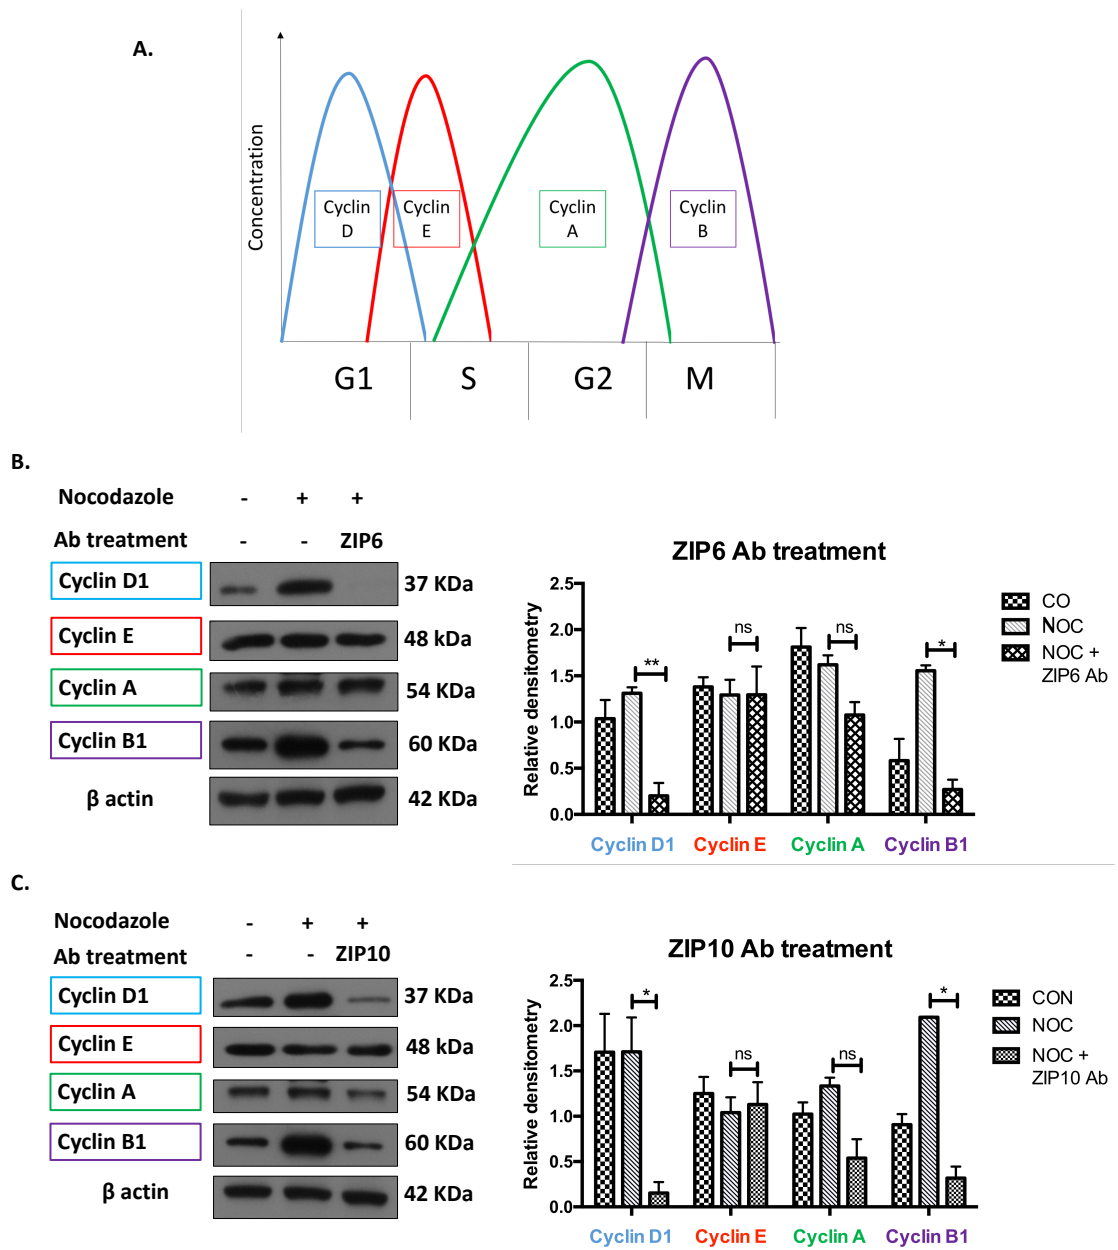 A.
Concentration
Cyclin
D
Cyclin
E
Cyclin
A
Cyclin
B
G1 S G2 M
B.
Nocodazole - + +
Ab treatment - - ZIP6
Cyclin D1 37 KDa
Cyclin E 48 kDa
Cyclin A 54 KDa
Cyclin B1 60 KDa
β actin 42 KDa
ZIP6 Ab treatment
Relative densitometry
2.5
2.0
1.5
1.0
0.5
0.0
** ns ns *
Cyclin D1 Cyclin E Cyclin A Cyclin B1
CO
NOC
NOC +
ZIP6 Ab
C.
Nocodazole - + +
Ab treatment - - ZIP10
Cyclin D1 37 KDa
Cyclin E 48 kDa
Cyclin A 54 KDa
Cyclin B1 60 KDa
β actin 42 KDa
ZIP10 Ab treatment
Relative densitometry
2.5
2.0
1.5
1.0
0.5
0.0
* ns ns *
Cyclin D1 Cyclin E Cyclin A Cyclin B1
CON
NOC
NOC +
ZIP10 Ab